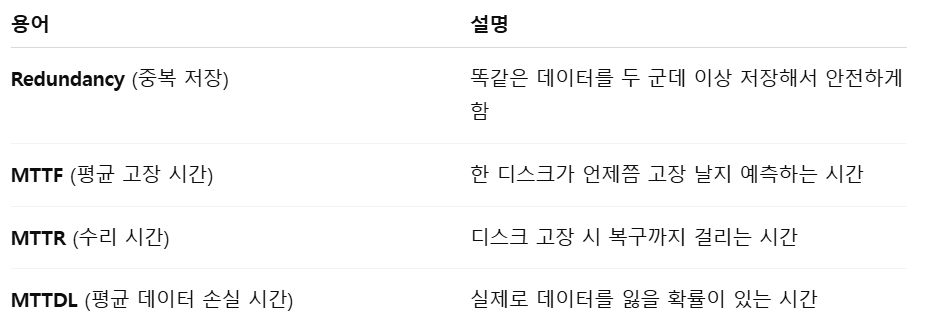 용어 설명
Redundancy (중복 저장) 똑같은 데이터를 두 군데 이상 저장해서 안전하게
함
MTTF (평균 고장 시간) 한 디스크가 언제쯤 고장 날지 예측하는 시간
MTTR (수리 시간) 디스크 고장 시 복구까지 걸리는 시간
MTTDL (평균 데이터 손실 시간) 실제로 데이터를 잃을 확률이 있는 시간